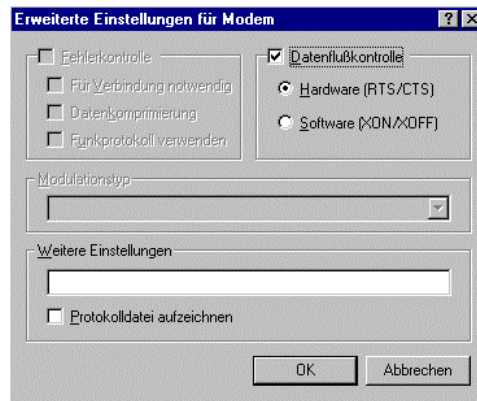 Erweiterte Einstellungen für Modem
Fehlerkontrolle
Für Verbindung notwendig
Datenkomprimierung
Funkprotokoll verwenden
Datenflußkontrolle
Hardware (RTS/CTS)
Software (XON/XOFF)
Modulationstyp
Weitere Einstellungen
Protokolldatei aufzeichnen
OK
Abbrechen